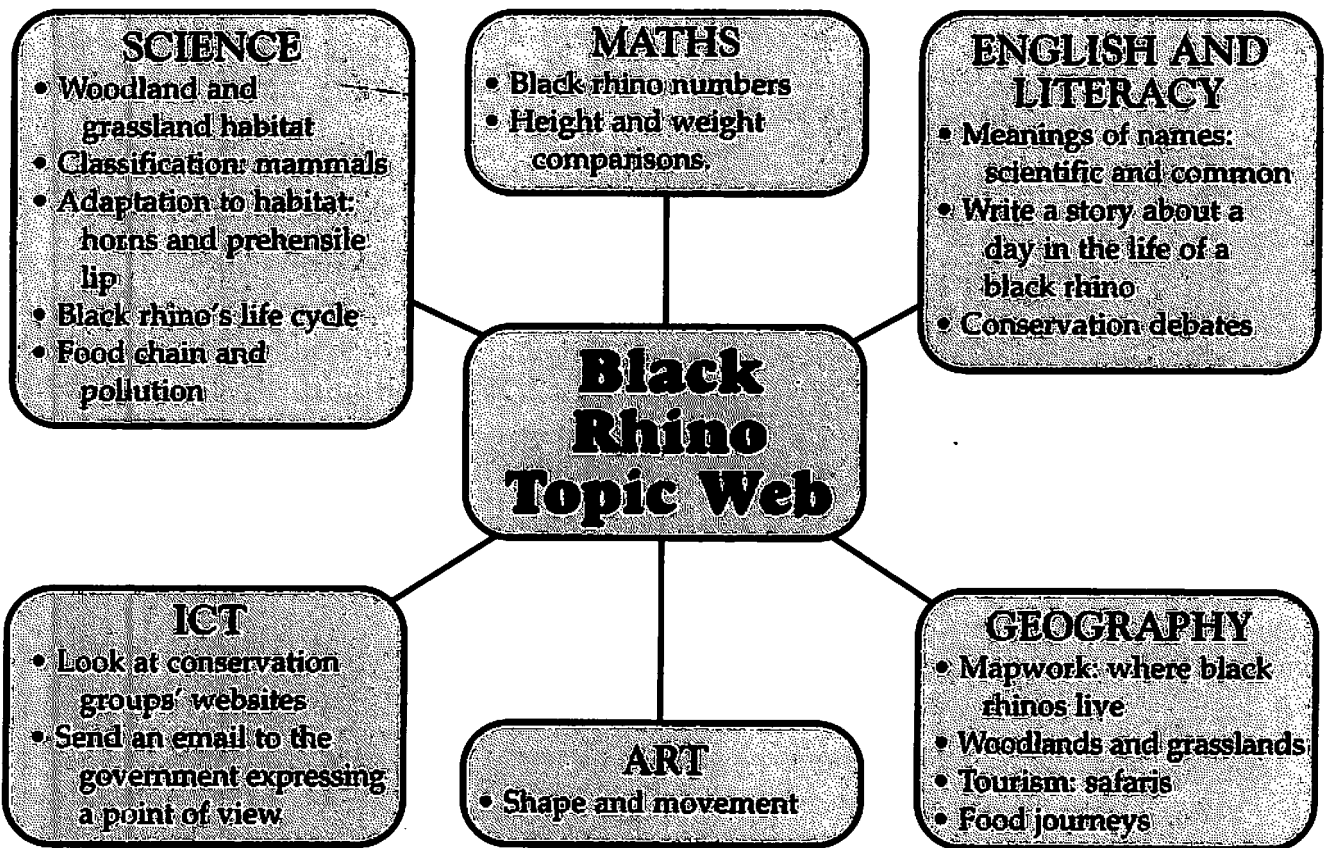 SCIENCE
• Woodland and
grassland habitat
• Classification: mammals
• Adaptation to habitat:
horns and prehensile
lip
• Black rhino's life cycle
• Food chain and
pollution
MATHS
• Black rhino numbers
• Height and weight
comparisons.
ENGLISH AND
LITERACY
• Meanings of names:
scientific and common
• Write a story about a
day in the life of a
black rhino
• Conservation debates
Black
Rhino
Topic Web
ICT
• Look at conservation
groups' websites
• Send an email to the
government expressing
a point of view
ART
• Shape and movement
GEOGRAPHY
• Mapwork: where black
rhinos live
• Woodlands and grasslands
• Tourism: safaris
• Food journeys